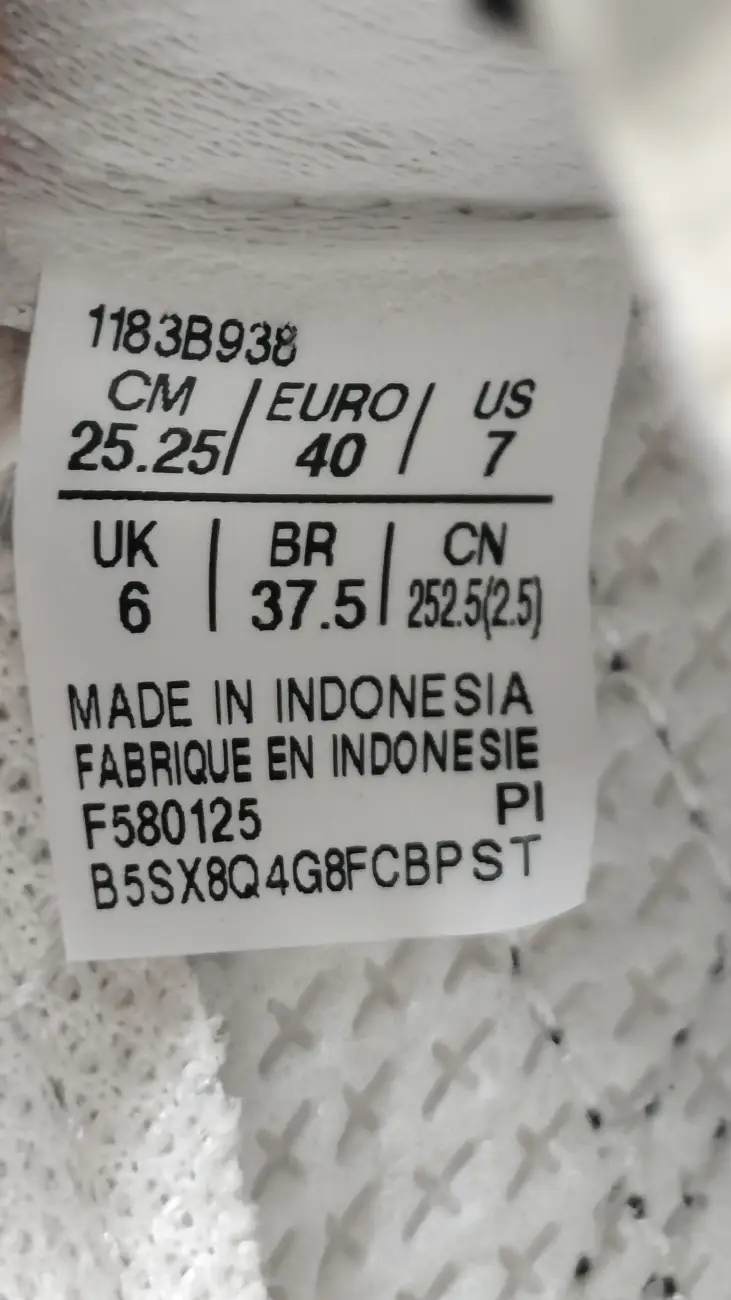 1183B938
CM / EURO / US
25.25 / 40 / 7
UK | BR | CN
6 | 37.5 | 252.5(2.5)
MADE IN INDONESIA
FABRIQUE EN INDONESIE
F580125 PI
B5SX8Q4G8FCBPST